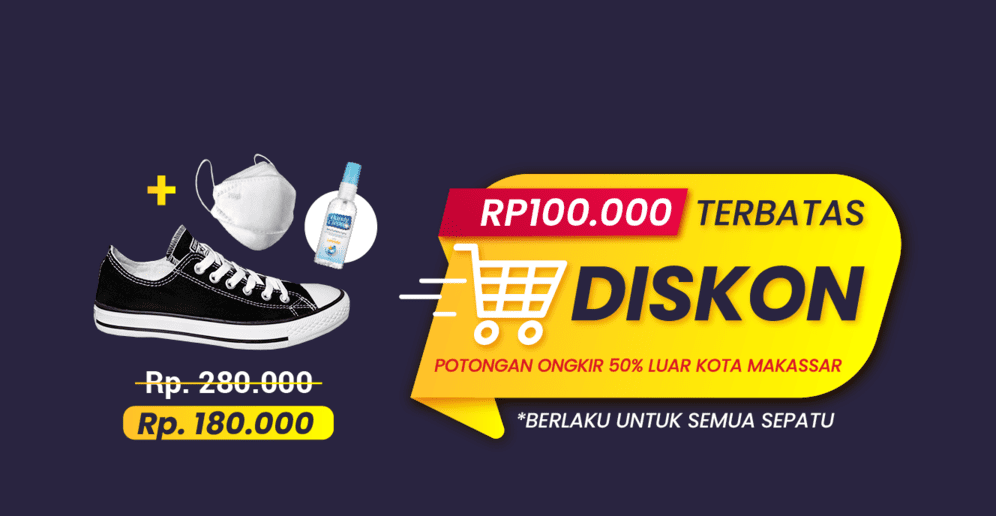 Rp. 280.000
Rp. 180.000
RP100.000 TERBATAS
DISKON
POTONGAN ONGKIR 50% LUAR KOTA MAKASSAR
*BERLAKU UNTUK SEMUA SEPATU